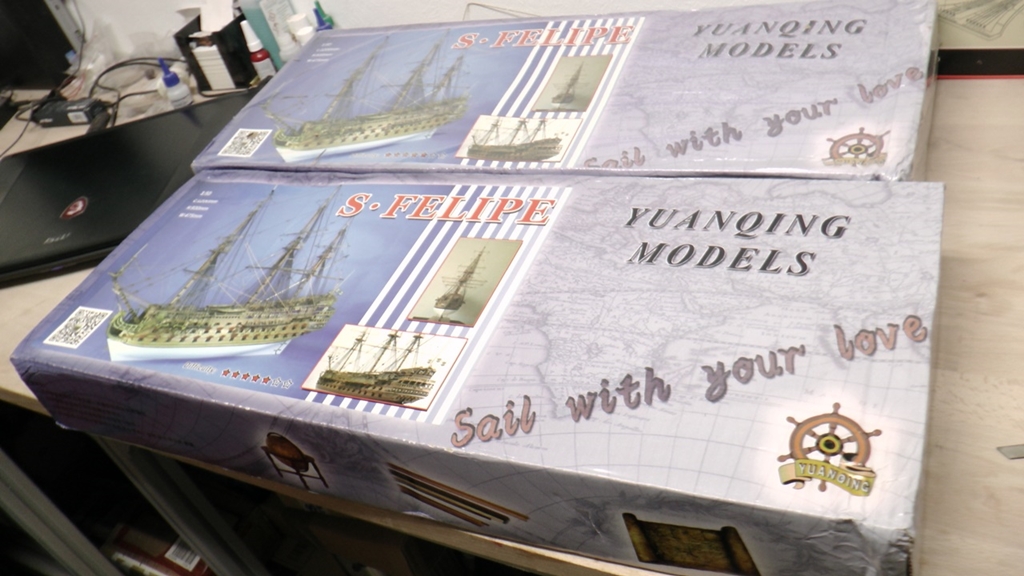 S·FELIPE
YUANQING
MODELS
Sail with your love
S·FELIPE
YUANQING
MODELS
Sail with your love
YUANQING